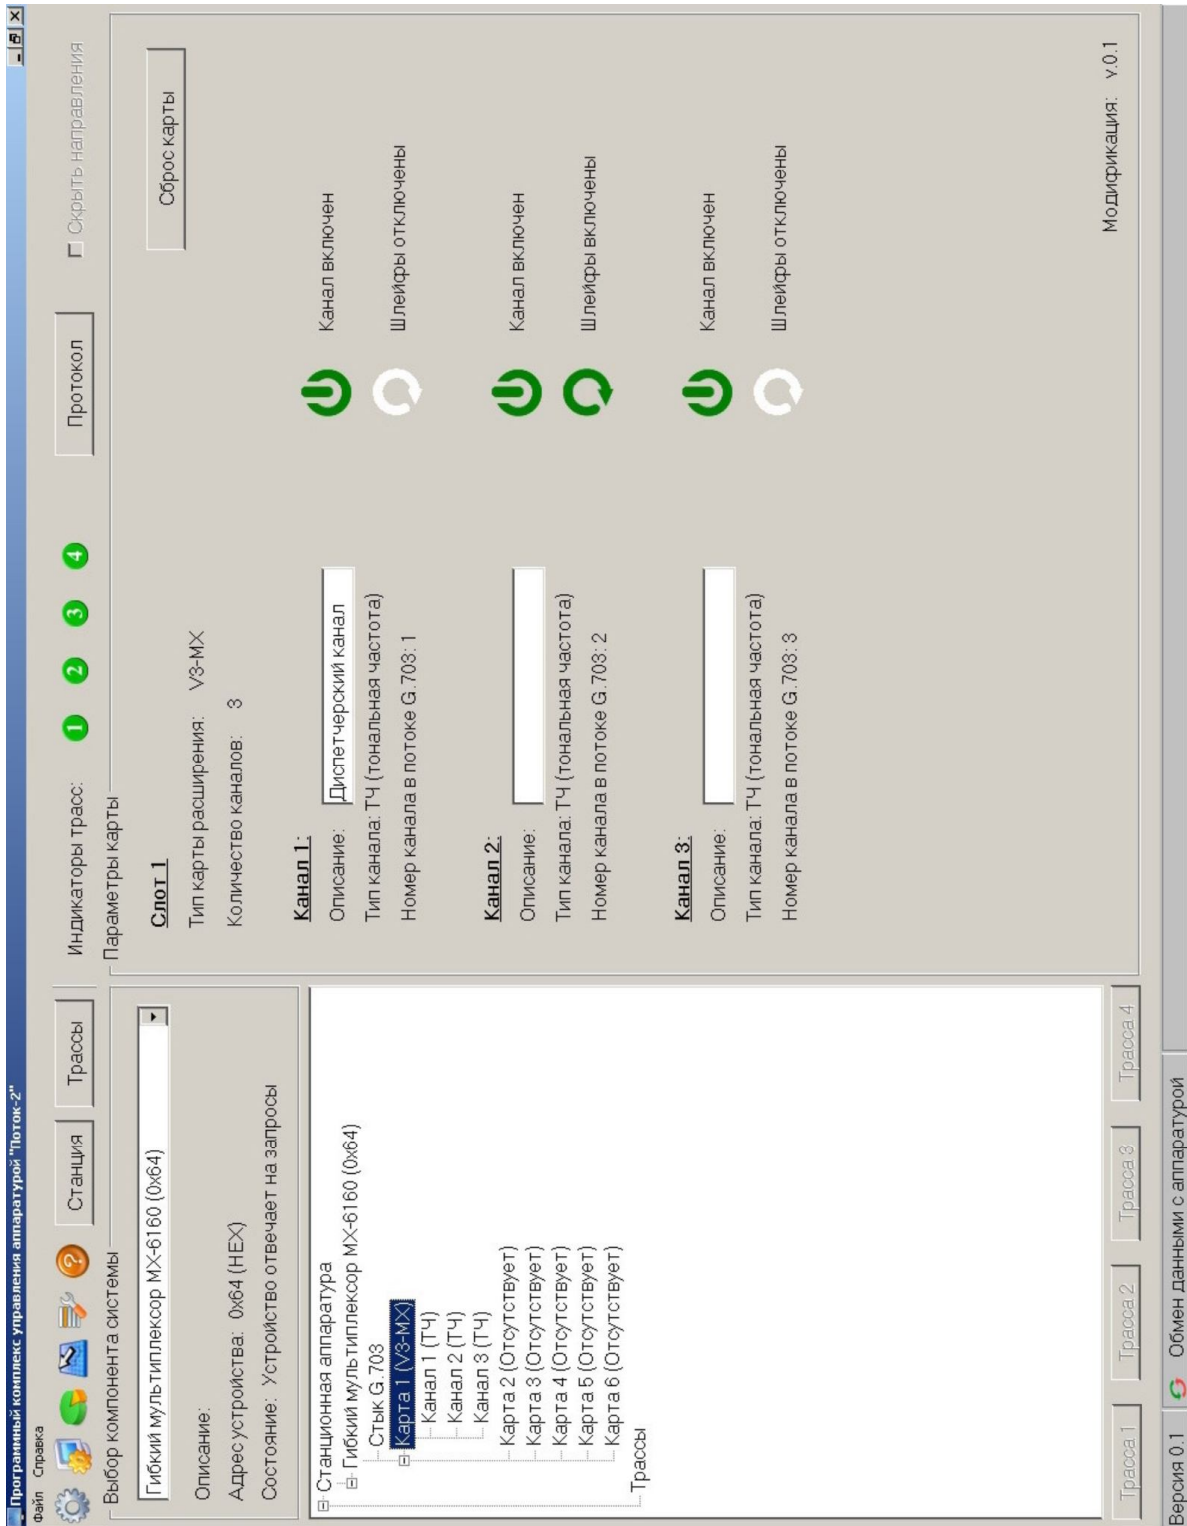 Программный комплекс управления аппаратурой "Поток-2"
Файл Справка
Станция
Трассы
Индикаторы трасс:
1 2 3 4
Протокол
Скрыть направления
Выбор компонента системы
Гибкий мультиплексор MX-6160 (0x64)
Описание:
Адрес устройства: 0x64 (HEX)
Состояние: Устройство отвечает на запросы
Станционная аппаратура
Гибкий мультиплексор MX-6160 (0x64)
Стык G.703
Карта 1 (V3-MX)
Канал 1 (ТЧ)
Канал 2 (ТЧ)
Канал 3 (ТЧ)
Карта 2 (Отсутствует)
Карта 3 (Отсутствует)
Карта 4 (Отсутствует)
Карта 5 (Отсутствует)
Карта 6 (Отсутствует)
Трассы
Трасса 1
Трасса 2
Трасса 3
Трасса 4
Параметры карты
Слот 1
Сброс карты
Тип карты расширения: V3-MX
Количество каналов: 3
Канал 1:
Описание: Диспетчерский канал
Канал включен
Тип канала: ТЧ (тональная частота)
Номер канала в потоке G.703: 1
Шлейфы отключены
Канал 2:
Описание:
Канал включен
Тип канала: ТЧ (тональная частота)
Номер канала в потоке G.703: 2
Шлейфы включены
Канал 3:
Описание:
Канал включен
Тип канала: ТЧ (тональная частота)
Номер канала в потоке G.703: 3
Шлейфы отключены
Модификация: v.0.1
Версия 0.1
Обмен данными с аппаратурой